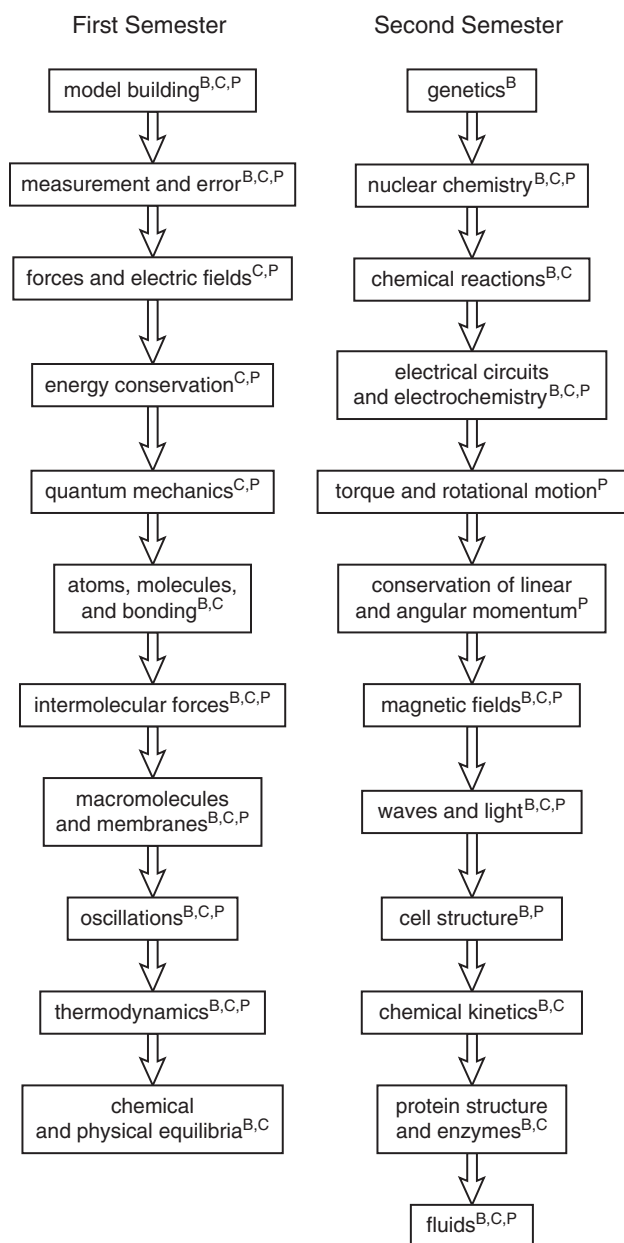 First Semester
model building^B,C,P
measurement and error^B,C,P
forces and electric fields^C,P
energy conservation^C,P
quantum mechanics^C,P
atoms, molecules,
and bonding^B,C
intermolecular forces^B,C,P
macromolecules
and membranes^B,C,P
oscillations^B,C,P
thermodynamics^B,C,P
chemical
and physical equilibria^B,C
Second Semester
genetics^B
nuclear chemistry^B,C,P
chemical reactions^B,C
electrical circuits
and electrochemistry^B,C,P
torque and rotational motion^P
conservation of linear
and angular momentum^P
magnetic fields^B,C,P
waves and light^B,C,P
cell structure^B,P
chemical kinetics^B,C
protein structure
and enzymes^B,C
fluids^B,C,P